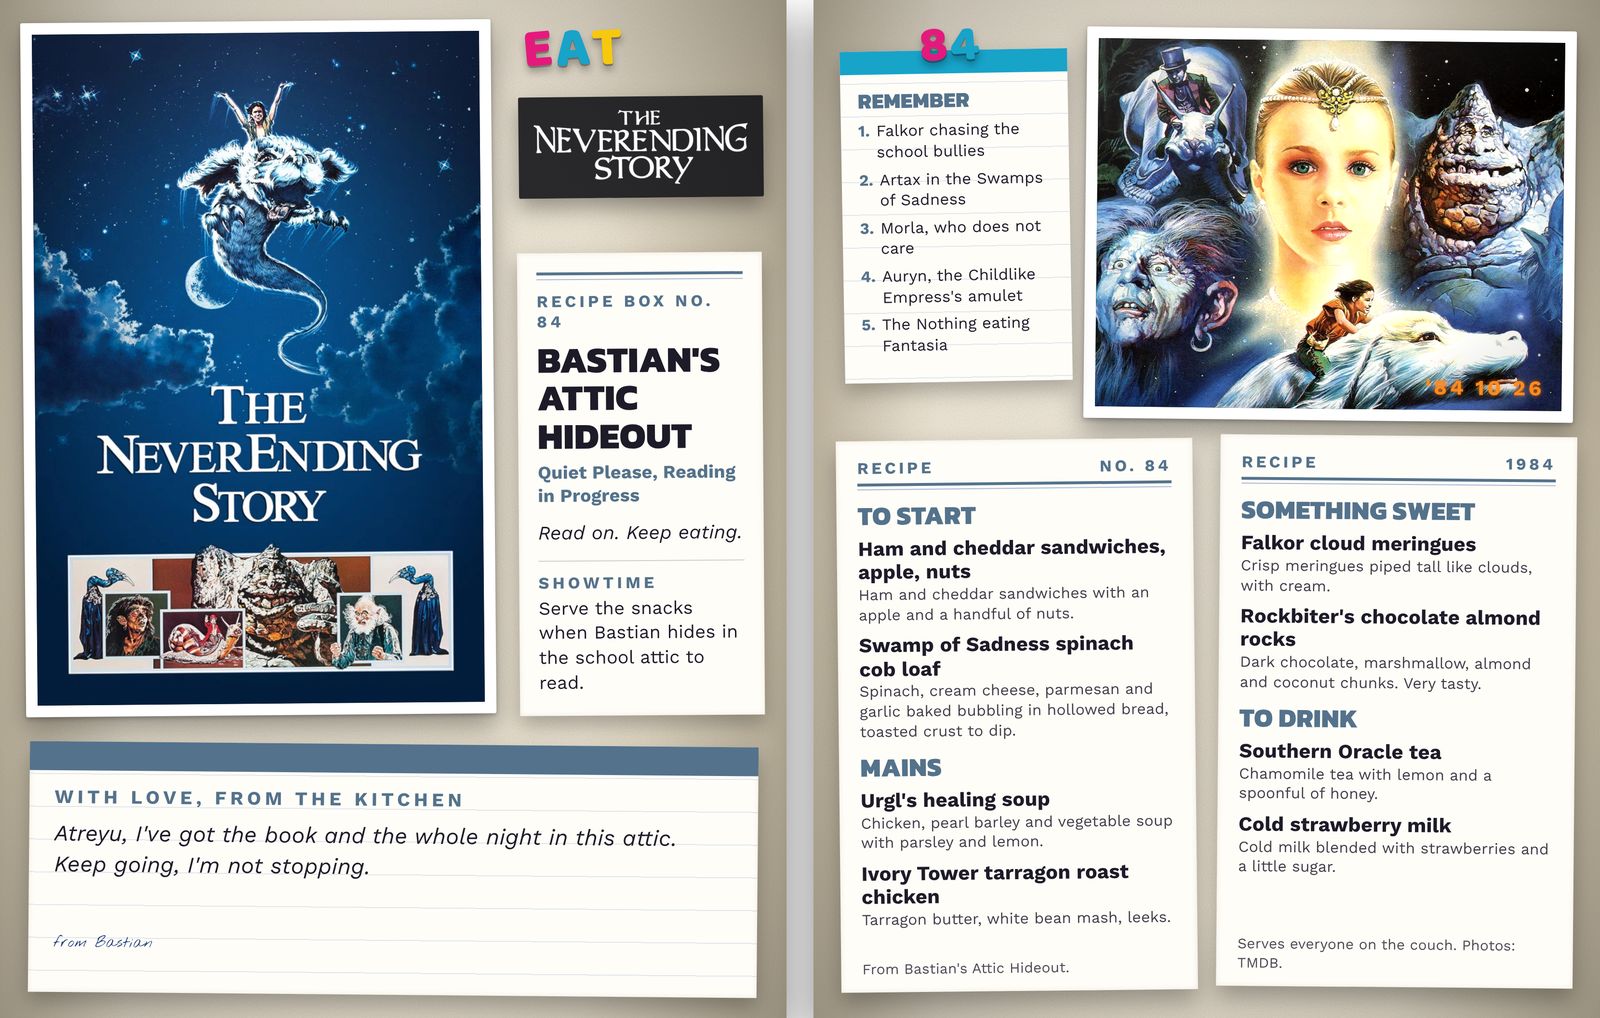 THE
NEVERENDING
STORY
EAT
THE
NEVERENDING
STORY
RECIPE BOX NO.
84
BASTIAN'S
ATTIC
HIDEOUT
Quiet Please, Reading
in Progress
Read on. Keep eating.
SHOWTIME
Serve the snacks
when Bastian hides in
the school attic to
read.
WITH LOVE, FROM THE KITCHEN
Atreyu, I've got the book and the whole night in this attic.
Keep going, I'm not stopping.
from Bastian
84
REMEMBER
1. Falkor chasing the
school bullies
2. Artax in the Swamps
of Sadness
3. Morla, who does not
care
4. Auryn, the Childlike
Empress's amulet
5. The Nothing eating
Fantasia
'84 10 26
RECIPE NO. 84
TO START
Ham and cheddar sandwiches,
apple, nuts
Ham and cheddar sandwiches with an
apple and a handful of nuts.
Swamp of Sadness spinach
cob loaf
Spinach, cream cheese, parmesan and
garlic baked bubbling in hollowed bread,
toasted crust to dip.
MAINS
Urgl's healing soup
Chicken, pearl barley and vegetable soup
with parsley and lemon.
Ivory Tower tarragon roast
chicken
Tarragon butter, white bean mash, leeks.
From Bastian's Attic Hideout.
RECIPE 1984
SOMETHING SWEET
Falkor cloud meringues
Crisp meringues piped tall like clouds,
with cream.
Rockbiter's chocolate almond
rocks
Dark chocolate, marshmallow, almond
and coconut chunks. Very tasty.
TO DRINK
Southern Oracle tea
Chamomile tea with lemon and a
spoonful of honey.
Cold strawberry milk
Cold milk blended with strawberries and
a little sugar.
Serves everyone on the couch. Photos:
TMDB.